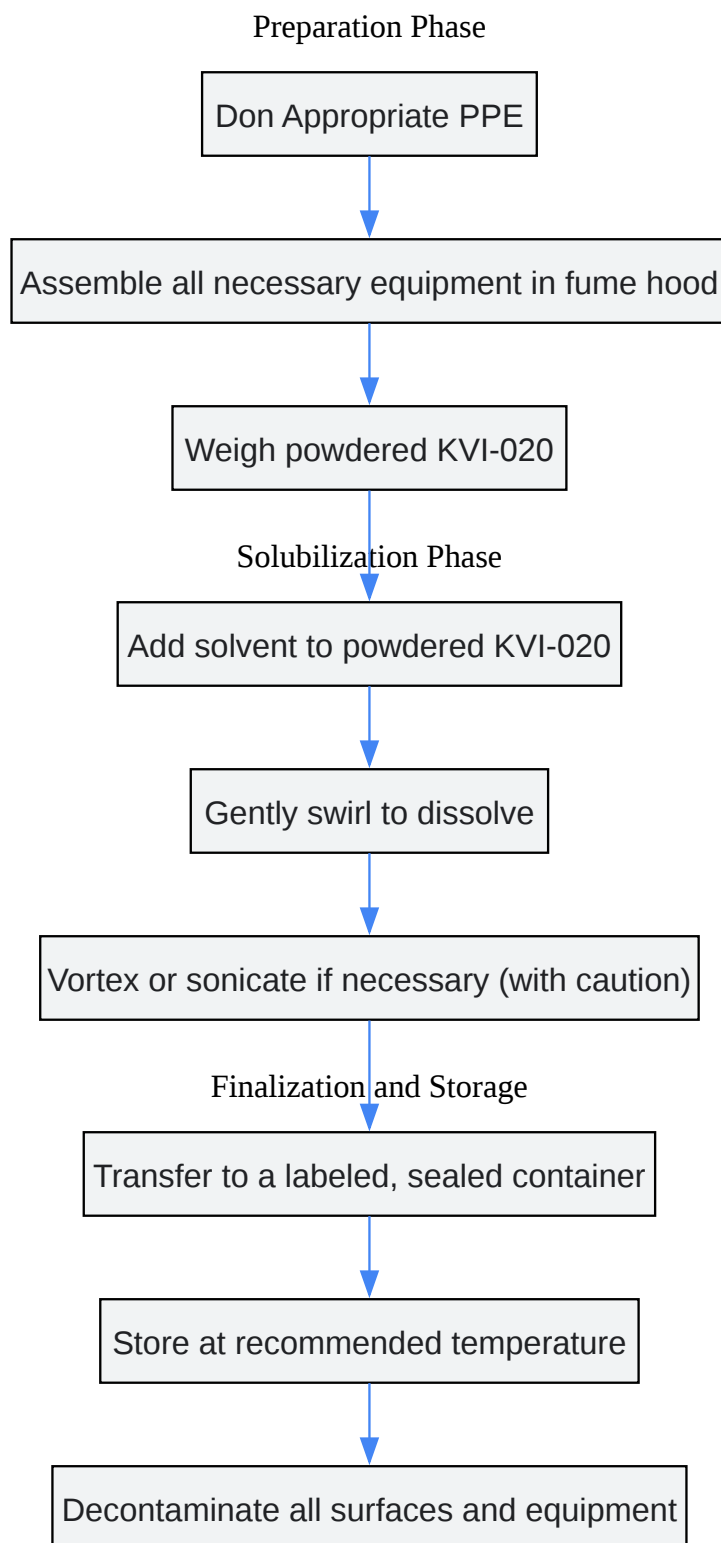 Preparation Phase
Don Appropriate PPE
Assemble all necessary equipment in fume hood
Weigh powdered KVI-020
Solubilization Phase
Add solvent to powdered KVI-020
Gently swirl to dissolve
Vortex or sonicate if necessary (with caution)
Finalization and Storage
Transfer to a labeled, sealed container
Store at recommended temperature
Decontaminate all surfaces and equipment